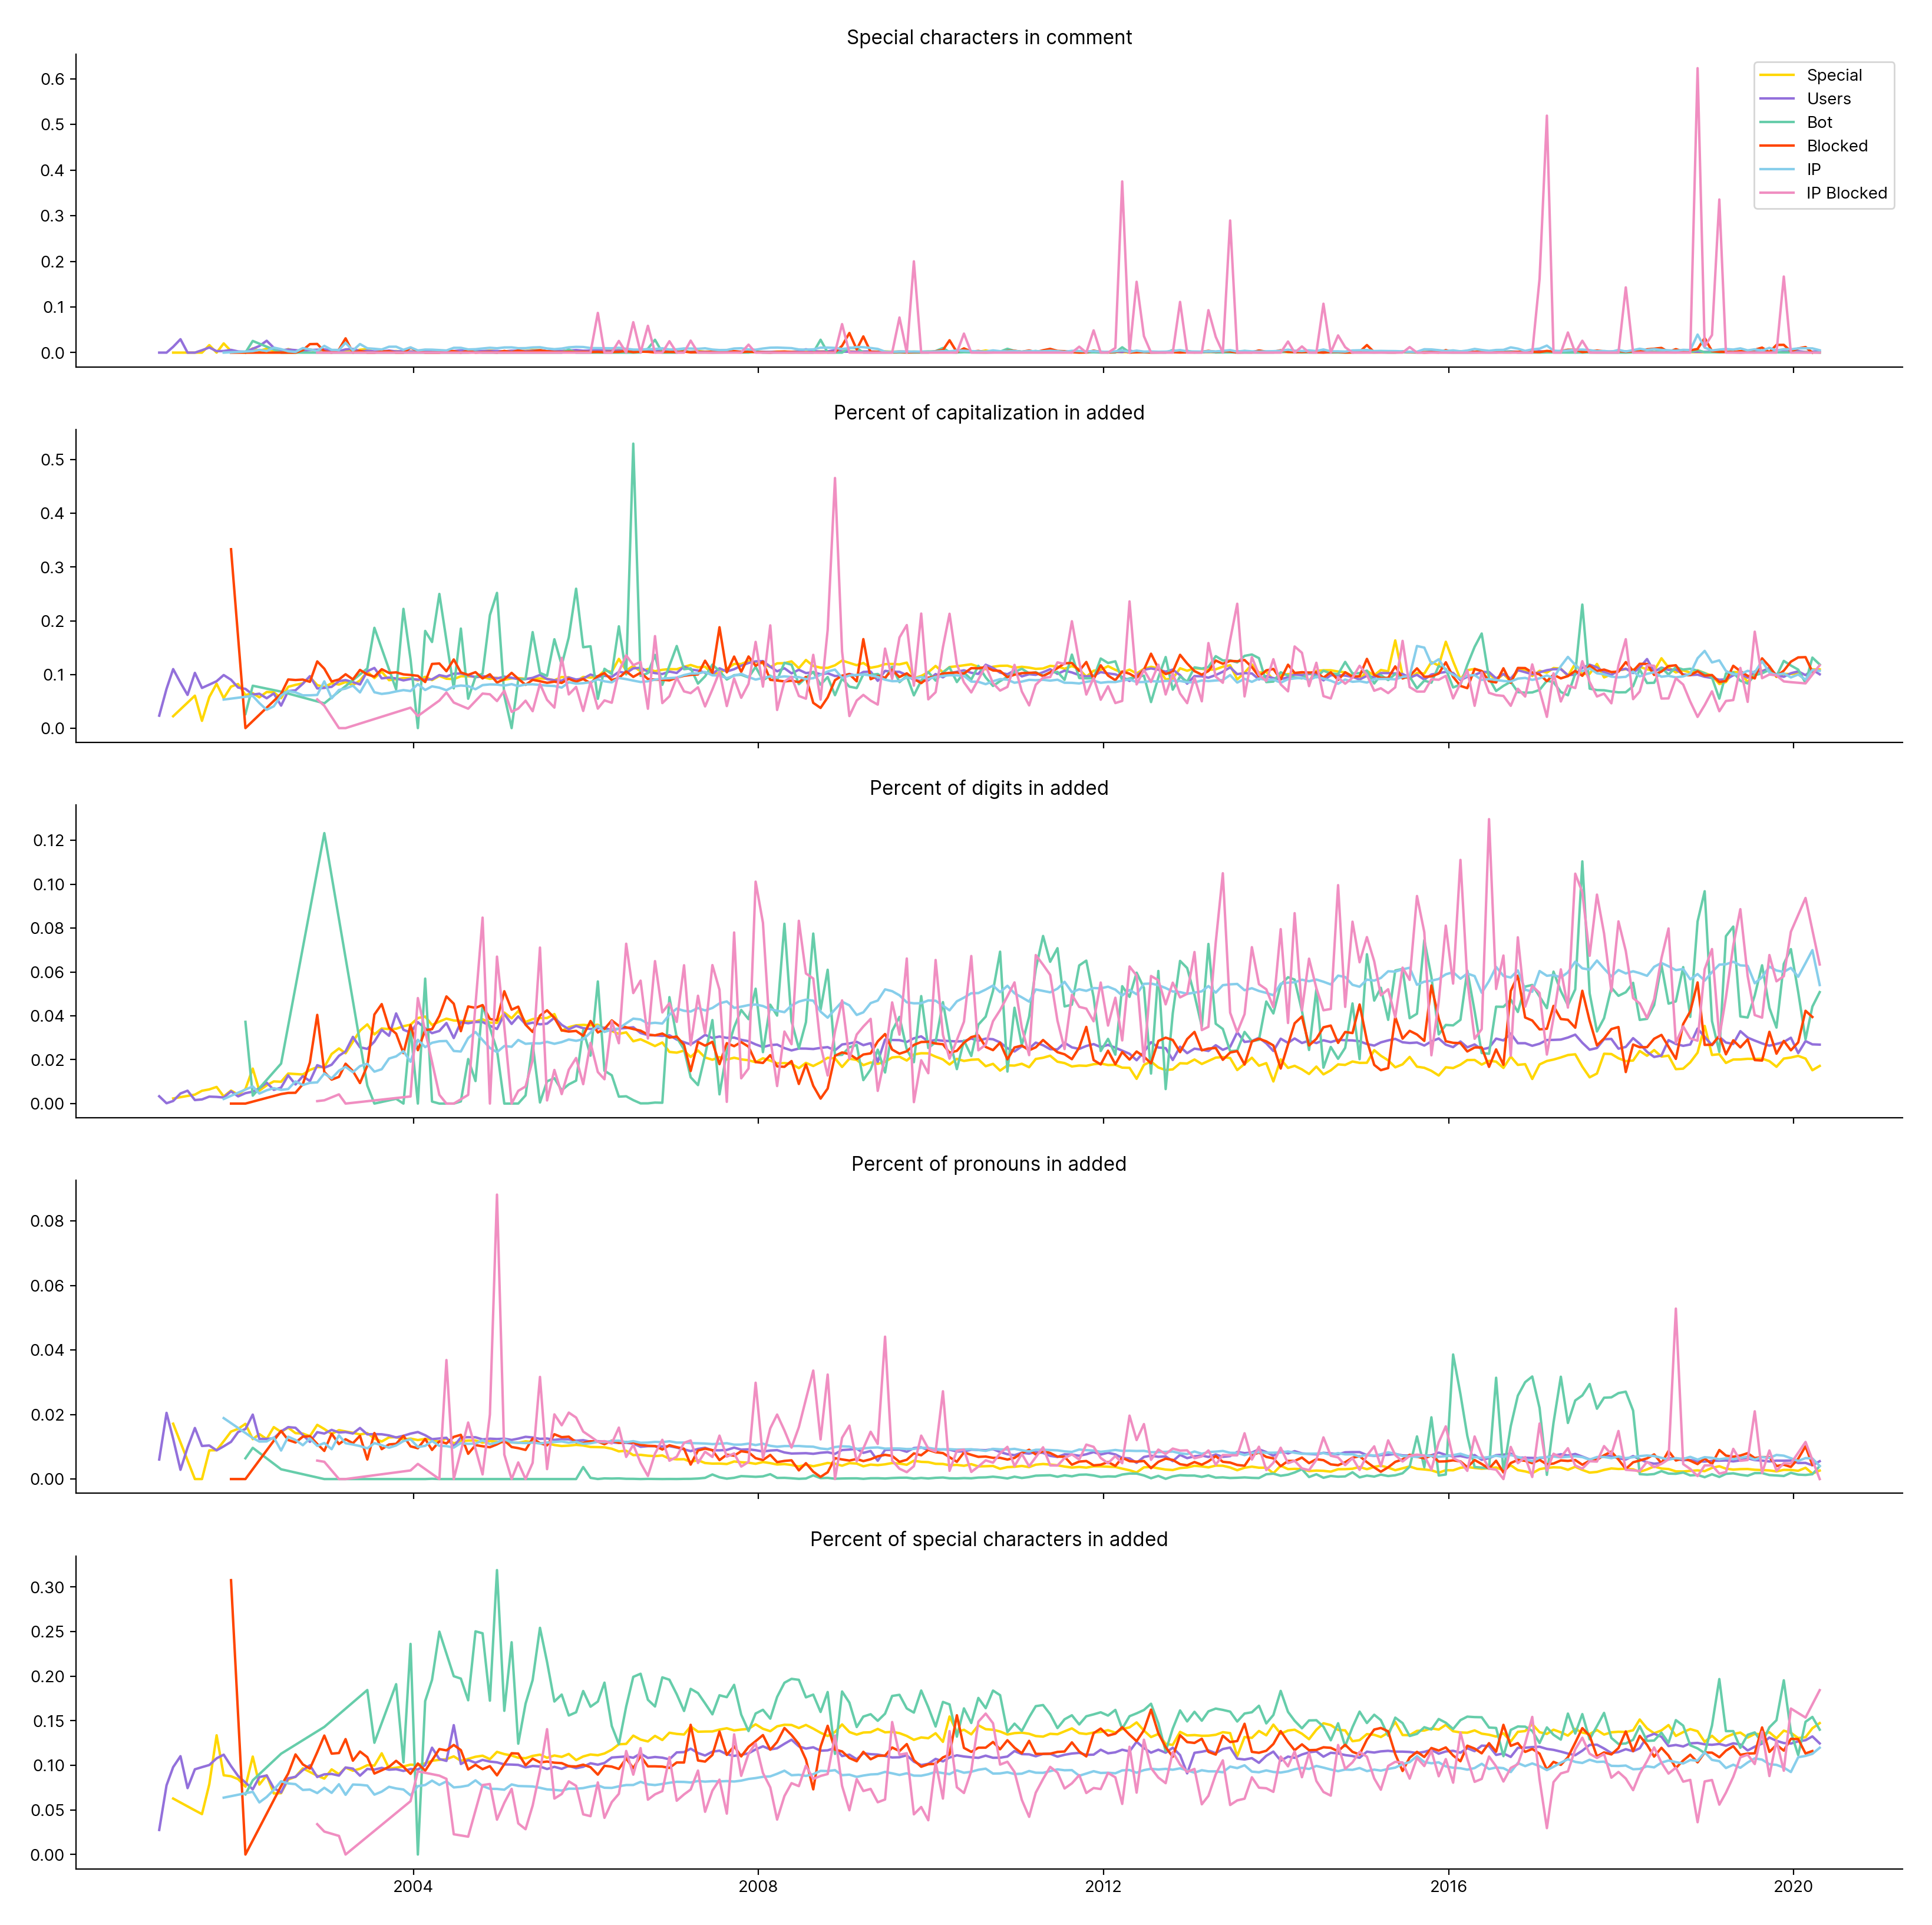 Special characters in comment
0.6
0.5
0.4
0.3
0.2
0.1
0.0
Special
Users
Bot
Blocked
IP
IP Blocked
Percent of capitalization in added
0.5
0.4
0.3
0.2
0.1
0.0
Percent of digits in added
0.12
0.10
0.08
0.06
0.04
0.02
0.00
Percent of pronouns in added
0.08
0.06
0.04
0.02
0.00
Percent of special characters in added
0.30
0.25
0.20
0.15
0.10
0.05
0.00
2004 2008 2012 2016 2020